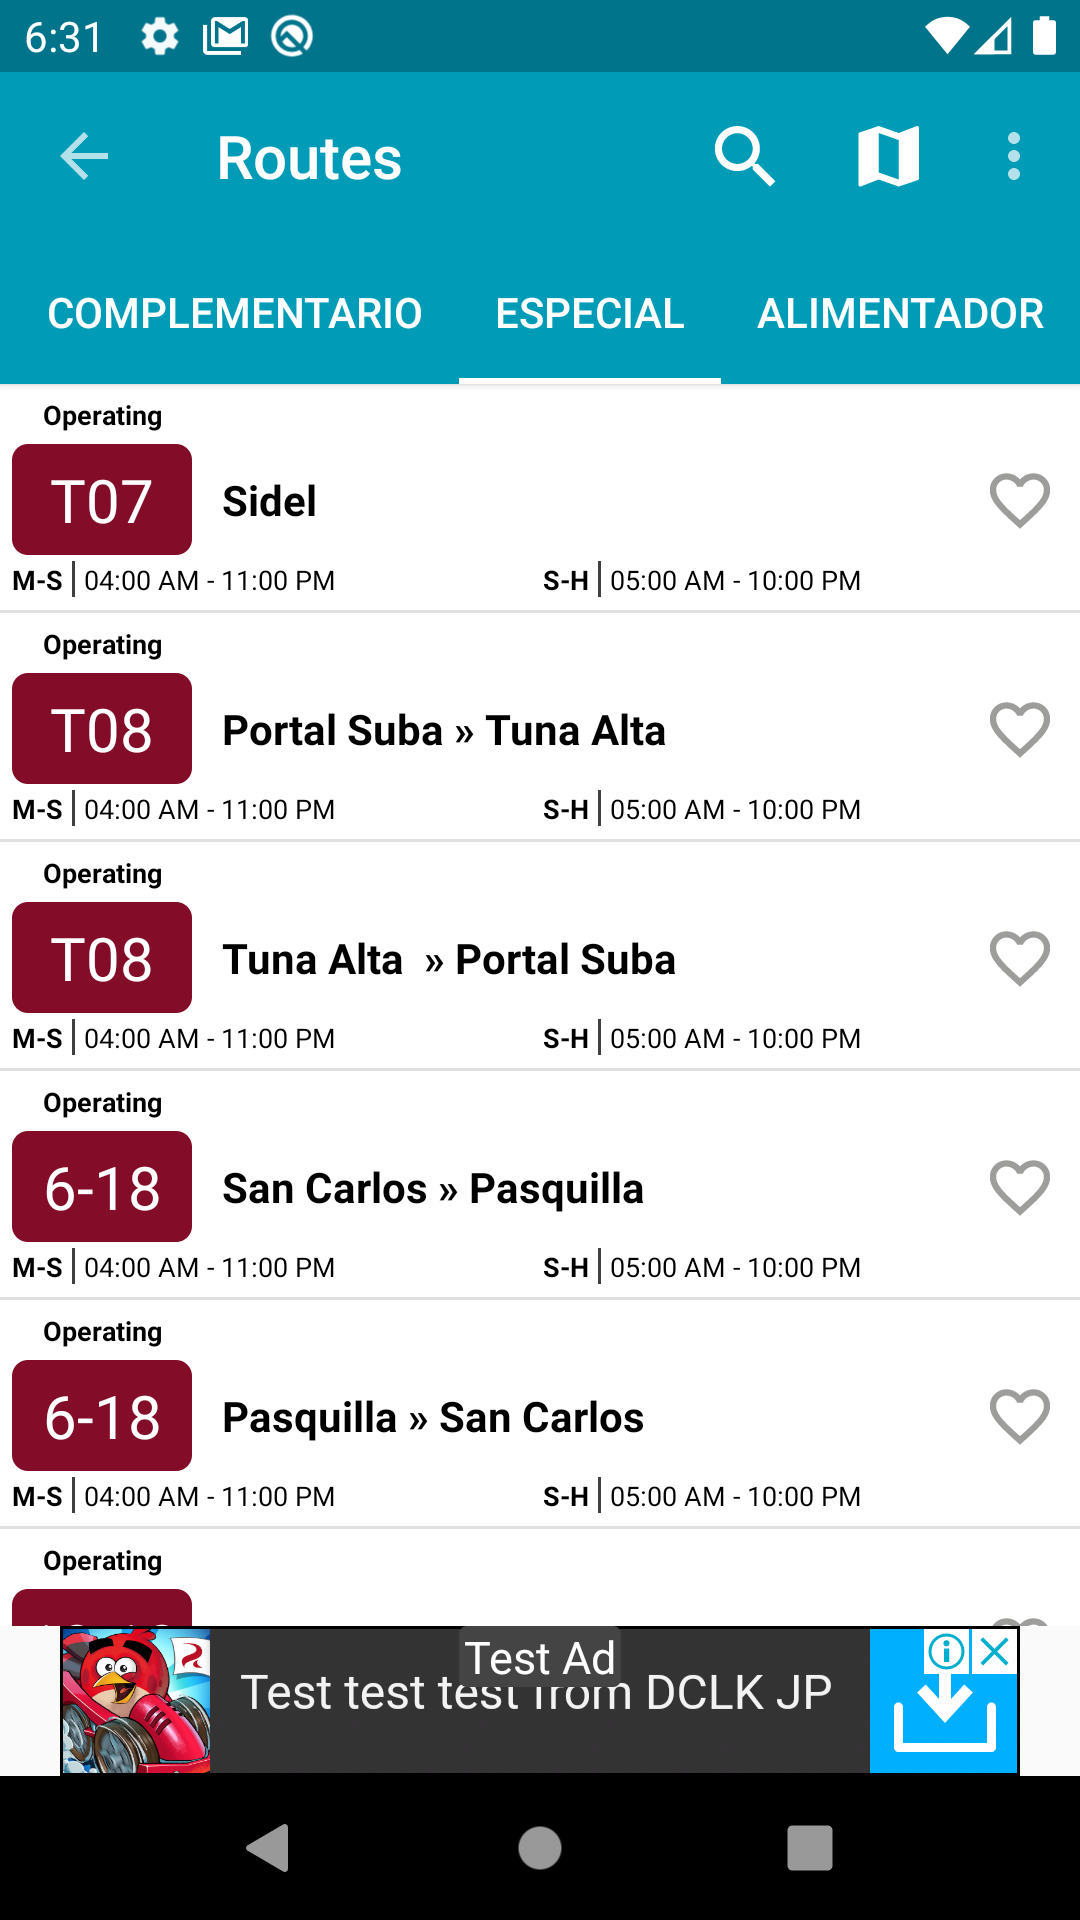 6:31
Routes
COMPLEMENTARIO ESPECIAL ALIMENTADOR
Operating
T07 Sidel
M-S 04:00 AM - 11:00 PM S-H 05:00 AM - 10:00 PM
Operating
T08 Portal Suba » Tuna Alta
M-S 04:00 AM - 11:00 PM S-H 05:00 AM - 10:00 PM
Operating
T08 Tuna Alta » Portal Suba
M-S 04:00 AM - 11:00 PM S-H 05:00 AM - 10:00 PM
Operating
6-18 San Carlos » Pasquilla
M-S 04:00 AM - 11:00 PM S-H 05:00 AM - 10:00 PM
Operating
6-18 Pasquilla » San Carlos
M-S 04:00 AM - 11:00 PM S-H 05:00 AM - 10:00 PM
Operating
Test Ad
Test test test from DCLK JP